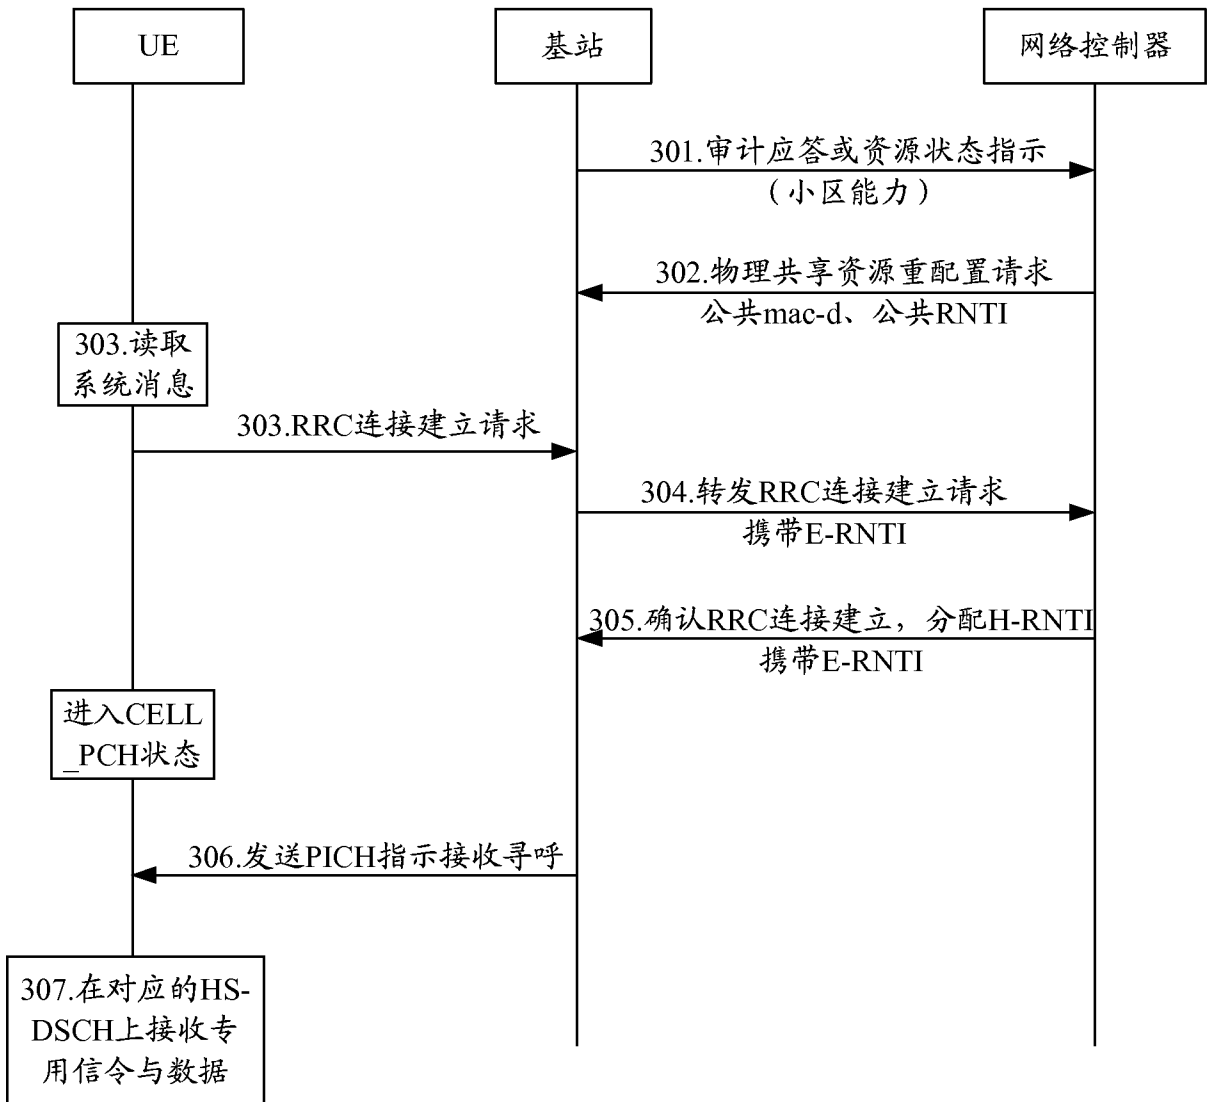 UE
基站
网络控制器
301.审计应答或资源状态指示
（小区能力）
302.物理共享资源重配置请求
公共mac-d、公共RNTI
303.读取
系统消息
303.RRC连接建立请求
304.转发RRC连接建立请求
携带E-RNTI
305.确认RRC连接建立，分配H-RNTI
携带E-RNTI
进入CELL
_PCH状态
306.发送PICH指示接收寻呼
307.在对应的HS-
DSCH上接收专
用信令与数据